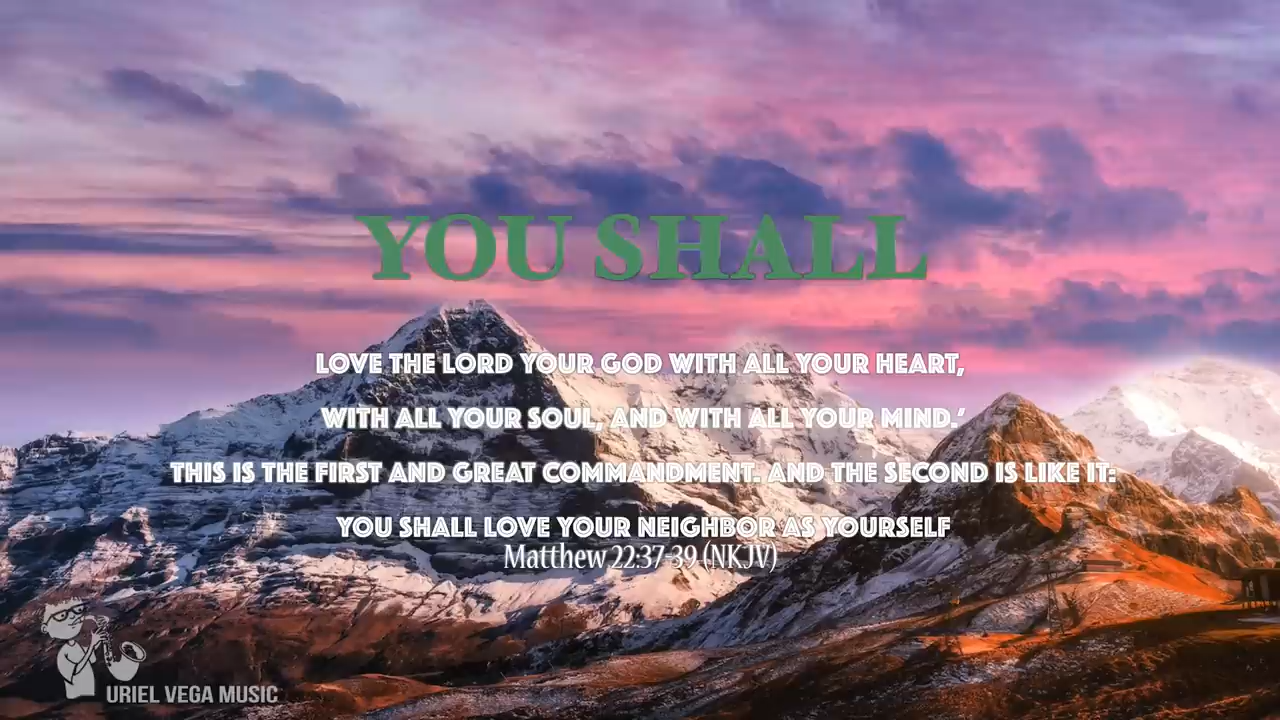 YOU SHALL
LOVE THE LORD YOUR GOD WITH ALL YOUR HEART,
WITH ALL YOUR SOUL, AND WITH ALL YOUR MIND.’
THIS IS THE FIRST AND GREAT COMMANDMENT. AND THE SECOND IS LIKE IT:
YOU SHALL LOVE YOUR NEIGHBOR AS YOURSELF
Matthew 22:37-39 (NKJV)
URIEL VEGA MUSIC